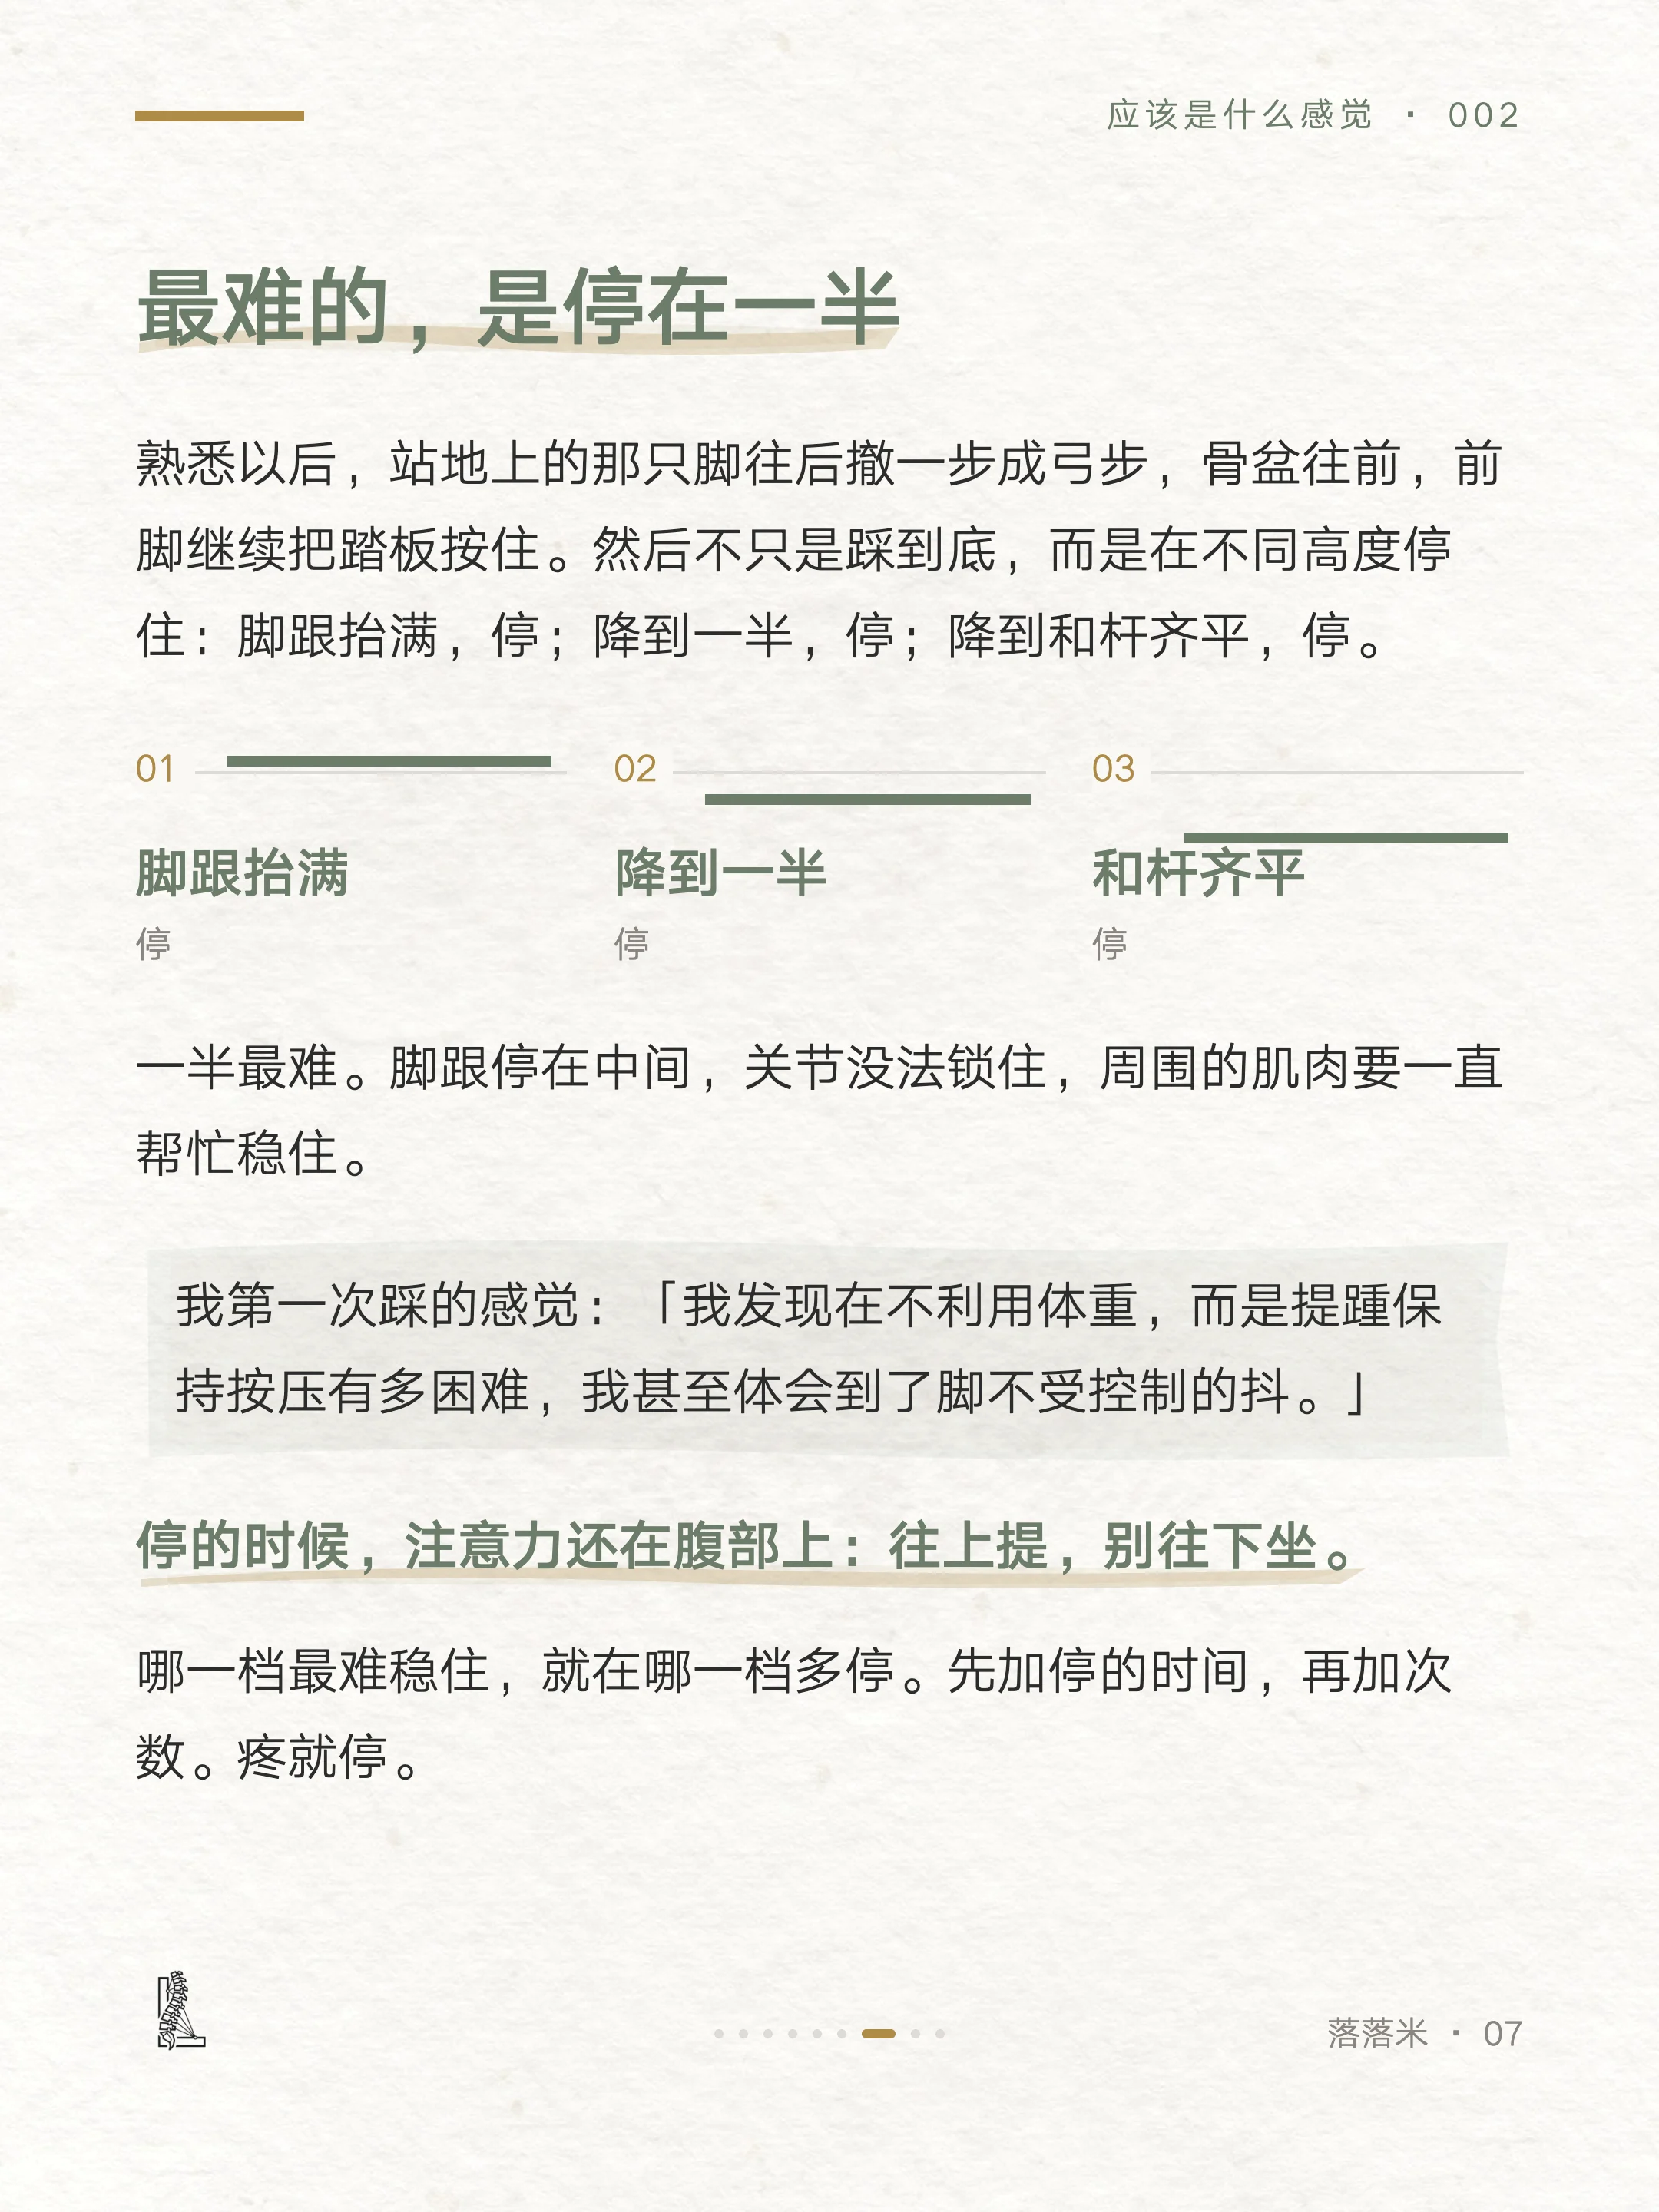 应该是什么感觉 · 002
最难的，是停在一半
熟悉以后，站地上的那只脚往后撤一步成弓步，骨盆往前，前
脚继续把踏板按住。然后不只是踩到底，而是在不同高度停
住：脚跟抬满，停；降到一半，停；降到和杆齐平，停。
01
02
03
脚跟抬满
降到一半
和杆齐平
停
停
停
一半最难。脚跟停在中间，关节没法锁住，周围的肌肉要一直
帮忙稳住。
我第一次踩的感觉：「我发现在不利用体重，而是提踵保
持按压有多困难，我甚至体会到了脚不受控制的抖。」
停的时候，注意力还在腹部上：往上提，别往下坐。
哪一档最难稳住，就在哪一档多停。先加停的时间，再加次
数。疼就停。
落落米 · 07